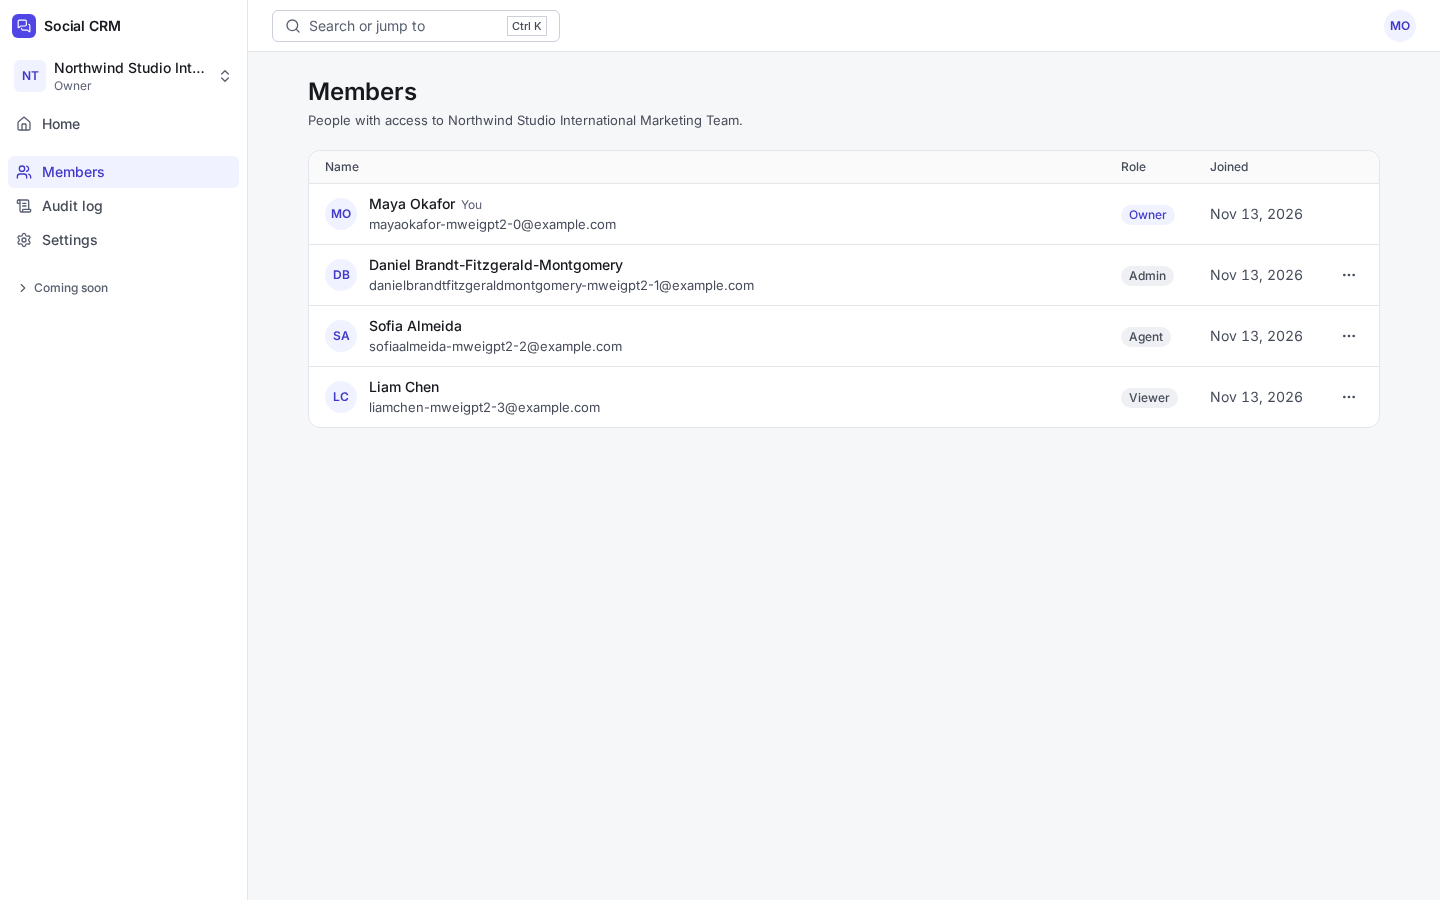 Social CRM
Search or jump to
Ctrl K
MO
NT
Northwind Studio Int...
Owner
Home
Members
Audit log
Settings
Coming soon
Members
People with access to Northwind Studio International Marketing Team.
Name Role Joined
MO
Maya Okafor You
mayaokafor-mweigpt2-0@example.com
Owner
Nov 13, 2026
DB
Daniel Brandt-Fitzgerald-Montgomery
danielbrandtfitzgeraldmontgomery-mweigpt2-1@example.com
Admin
Nov 13, 2026
SA
Sofia Almeida
sofiaalmeida-mweigpt2-2@example.com
Agent
Nov 13, 2026
LC
Liam Chen
liamchen-mweigpt2-3@example.com
Viewer
Nov 13, 2026